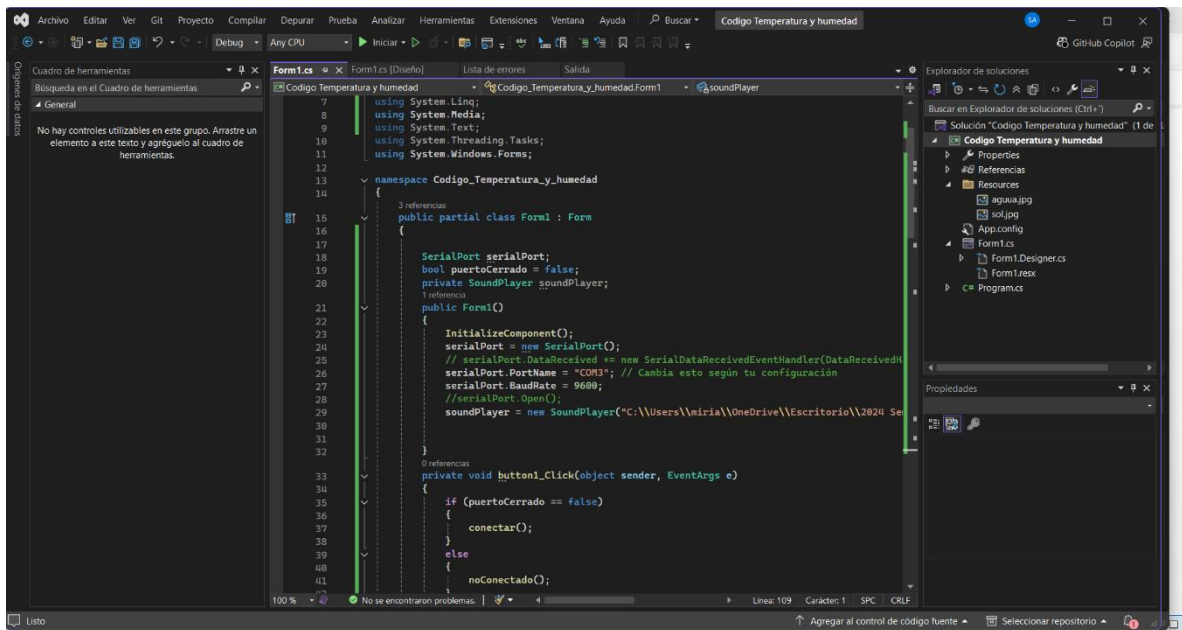 Archivo Editar Ver Git Proyecto Compilar Depurar Prueba Analizar Herramientas Extensiones Ventana Ayuda Buscar Codigo Temperatura y humedad SA
Debug Any CPU Iniciar GitHub Copilot
Orígenes de datos
Cuadro de herramientas
Búsqueda en el Cuadro de herramientas
General
No hay controles utilizables en este grupo. Arrastre un
elemento a este texto y agréguelo al cuadro de
herramientas.
Form1.cs Form1.cs [Diseño] Lista de errores Salida
Codigo Temperatura y humedad Codigo_Temperatura_y_humedad.Form1 soundPlayer
7 using System.Linq;
8 using System.Media;
9 using System.Text;
10 using System.Threading.Tasks;
11 using System.Windows.Forms;
12
13 namespace Codigo_Temperatura_y_humedad
14 {
3 referencias
15 public partial class Form1 : Form
16 {
17
18 SerialPort serialPort;
19 bool puertoCerrado = false;
20 private SoundPlayer soundPlayer;
1 referencia
21 public Form1()
22 {
23 InitializeComponent();
24 serialPort = new SerialPort();
25 // serialPort.DataReceived += new SerialDataReceivedEventHandler(DataReceivedH
26 serialPort.PortName = "COM3"; // Cambia esto según tu configuración
27 serialPort.BaudRate = 9600;
28 //serialPort.Open();
29 soundPlayer = new SoundPlayer("C:\\Users\\miria\\OneDrive\\Escritorio\\2024 Se
30
31
32 }
0 referencias
33 private void button1_Click(object sender, EventArgs e)
34 {
35 if (puertoCerrado == false)
36 {
37 conectar();
38 }
39 else
40 {
41 noConectado();
100 % No se encontraron problemas. Línea: 109 Carácter: 1 SPC CRLF
Explorador de soluciones
Buscar en Explorador de soluciones (Ctrl+´)
Solución "Codigo Temperatura y humedad" (1 de
Codigo Temperatura y humedad
Properties
Referencias
Resources
aguua.jpg
sol.jpg
App.config
Form1.cs
Form1.Designer.cs
Form1.resx
C# Program.cs
Propiedades
Listo Agregar al control de código fuente Seleccionar repositorio 1